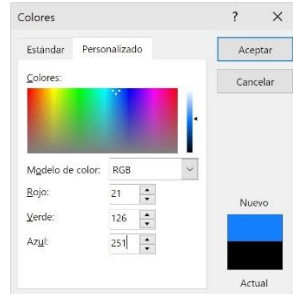 Colores ? ×
Estándar Personalizado
Aceptar
Cancelar
Colores:
Modelo de color: RGB
Rojo: 21
Verde: 126
Azul: 251
Nuevo
Actual